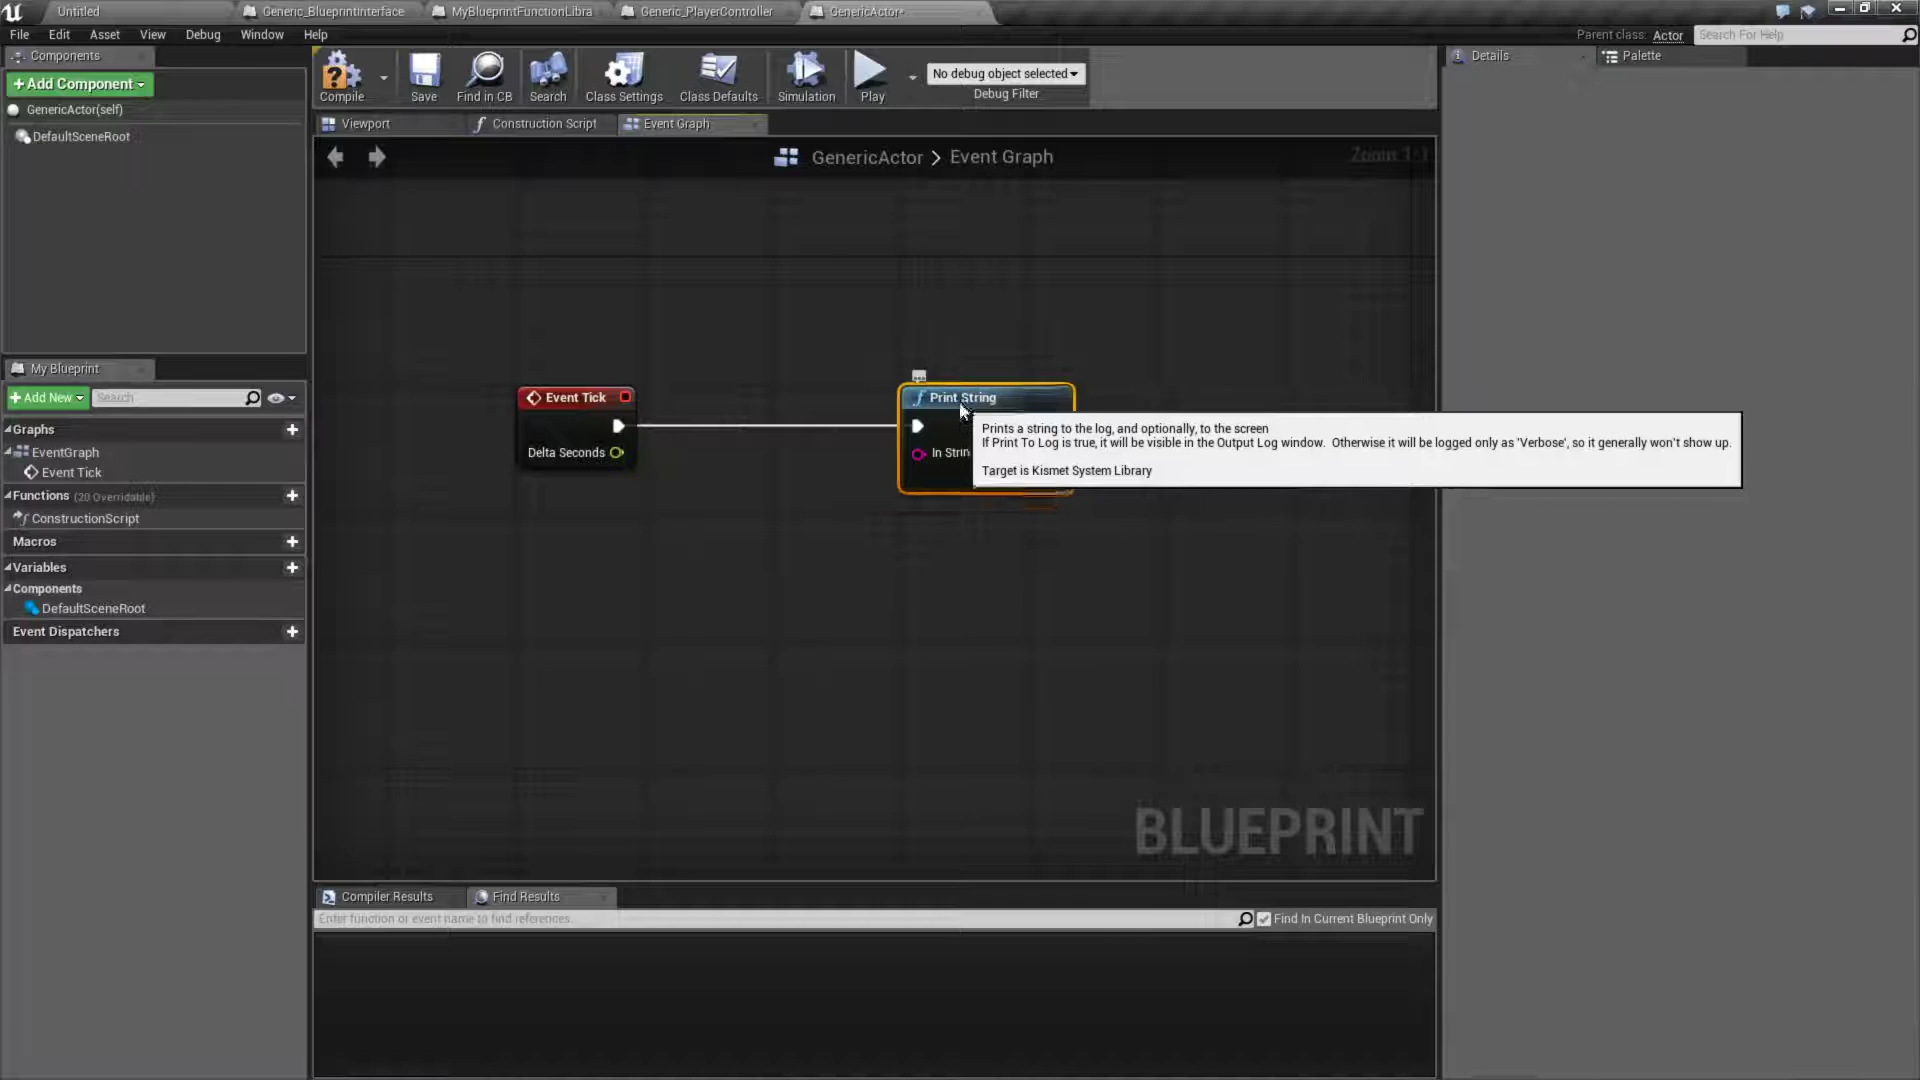 Untitled
Generic_BlueprintInterface
MyBlueprintFunctionLibra
Generic_PlayerController
GenericActor*
File Edit Asset View Debug Window Help
Parent class: Actor
Search For Help
Components
+Add Component
GenericActor(self)
DefaultSceneRoot
Compile
Save
Find in CB
Search
Class Settings
Class Defaults
Simulation
Play
No debug object selected
Debug Filter
Details
Palette
Viewport
Construction Script
Event Graph
GenericActor > Event Graph
Zoom 1:1
My Blueprint
+Add New
Search
Graphs
EventGraph
Event Tick
Functions (20 Overridable)
ConstructionScript
Macros
Variables
Components
DefaultSceneRoot
Event Dispatchers
Event Tick
Delta Seconds
Print String
In Strin
Prints a string to the log, and optionally, to the screen
If Print To Log is true, it will be visible in the Output Log window. Otherwise it will be logged only as 'Verbose', so it generally won't show up.
Target is Kismet System Library
BLUEPRINT
Compiler Results
Find Results
Enter function or event name to find references...
Find In Current Blueprint Only